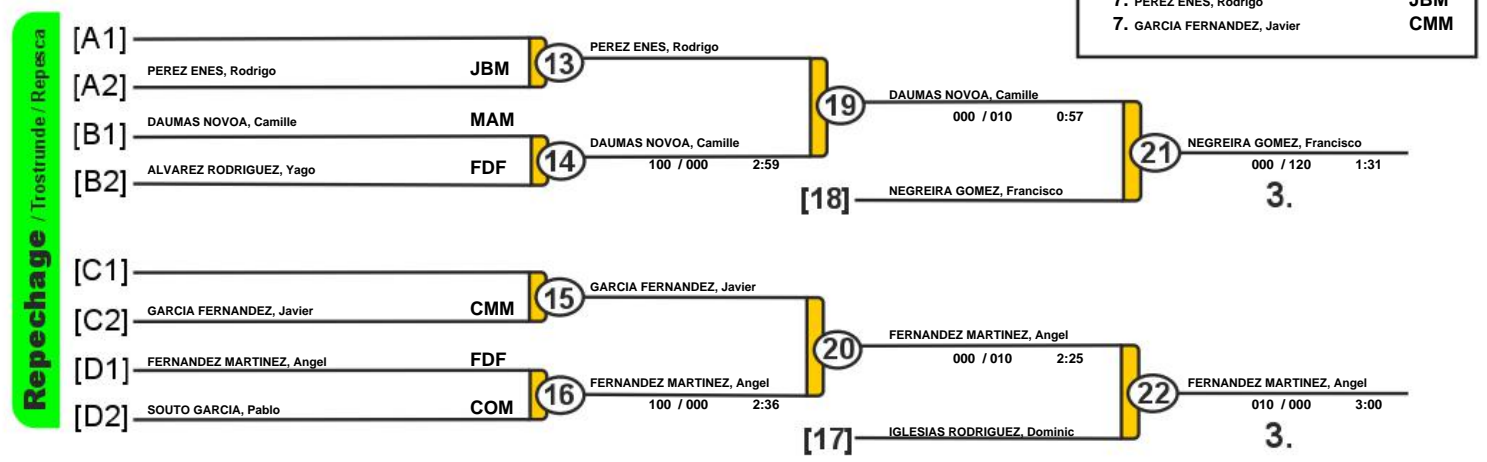 7. PEREZ ENES, Rodrigo JBM
7. GARCIA FERNANDEZ, Javier CMM
Repechage / Trostrunde / Repesca
[A1]
PEREZ ENES, Rodrigo
PEREZ ENES, Rodrigo JBM 13
[A2]
19 DAUMAS NOVOA, Camille
000 / 010 0:57
[B1] DAUMAS NOVOA, Camille MAM
14 DAUMAS NOVOA, Camille
100 / 000 2:59
[B2] ALVAREZ RODRIGUEZ, Yago FDF
21 NEGREIRA GOMEZ, Francisco
000 / 120 1:31
[18] NEGREIRA GOMEZ, Francisco
3.
[C1]
15 GARCIA FERNANDEZ, Javier
[C2] GARCIA FERNANDEZ, Javier CMM
20 FERNANDEZ MARTINEZ, Angel
000 / 010 2:25
[D1] FERNANDEZ MARTINEZ, Angel FDF
16 FERNANDEZ MARTINEZ, Angel
100 / 000 2:36
[D2] SOUTO GARCIA, Pablo COM
22 FERNANDEZ MARTINEZ, Angel
010 / 000 3:00
[17] IGLESIAS RODRIGUEZ, Dominic
3.